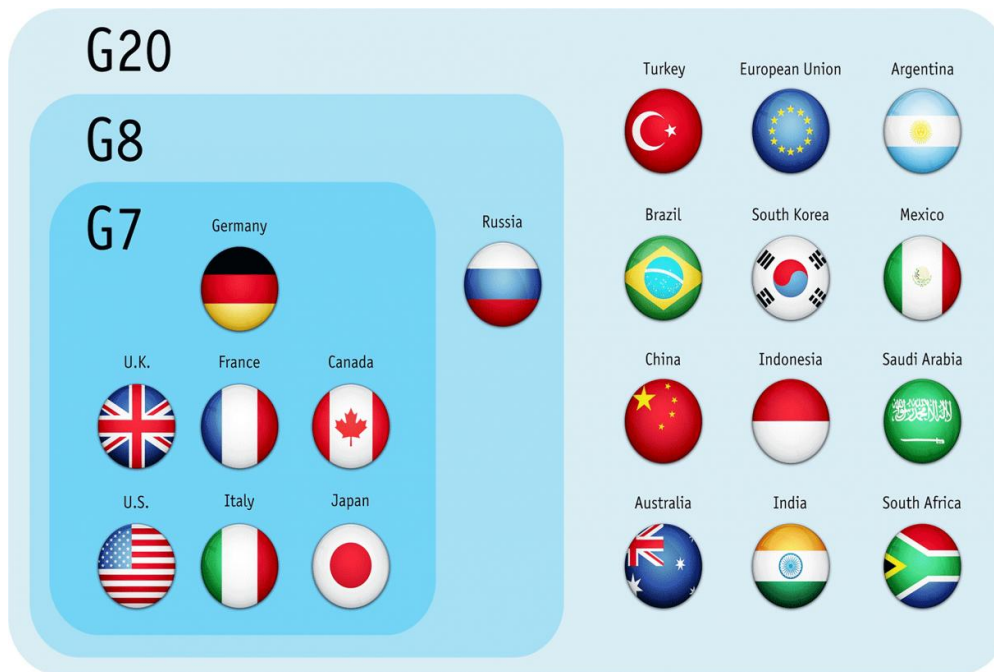 G20
G8
G7
Germany
U.K. France Canada
U.S. Italy Japan
Russia
Turkey European Union Argentina
Brazil South Korea Mexico
China Indonesia Saudi Arabia
Australia India South Africa